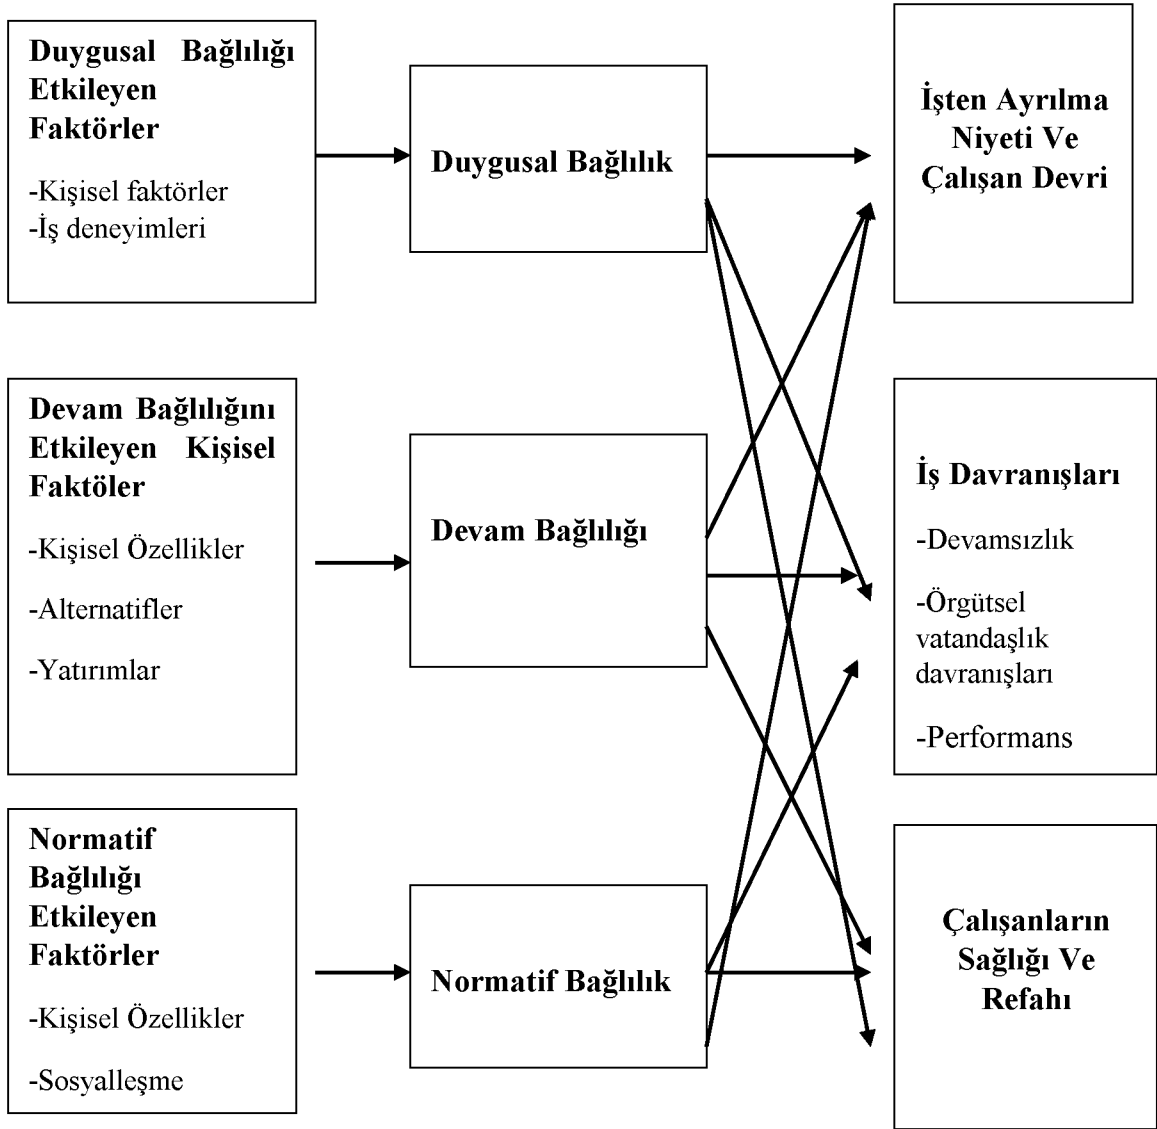 Duygusal Bağlılığı
Etkileyen
Faktörler
-Kişisel faktörler
-İş deneyimleri
Duygusal Bağlılık
İşten Ayrılma
Niyeti Ve
Çalışan Devri
Devam Bağlılığını
Etkileyen Kişisel
Faktöler
-Kişisel Özellikler
-Alternatifler
-Yatırımlar
Devam Bağlılığı
İş Davranışları
-Devamsızlık
-Örgütsel
vatandaşlık
davranışları
-Performans
Normatif
Bağlılığı
Etkileyen
Faktörler
-Kişisel Özellikler
-Sosyalleşme
Normatif Bağlılık
Çalışanların
Sağlığı Ve
Refahı